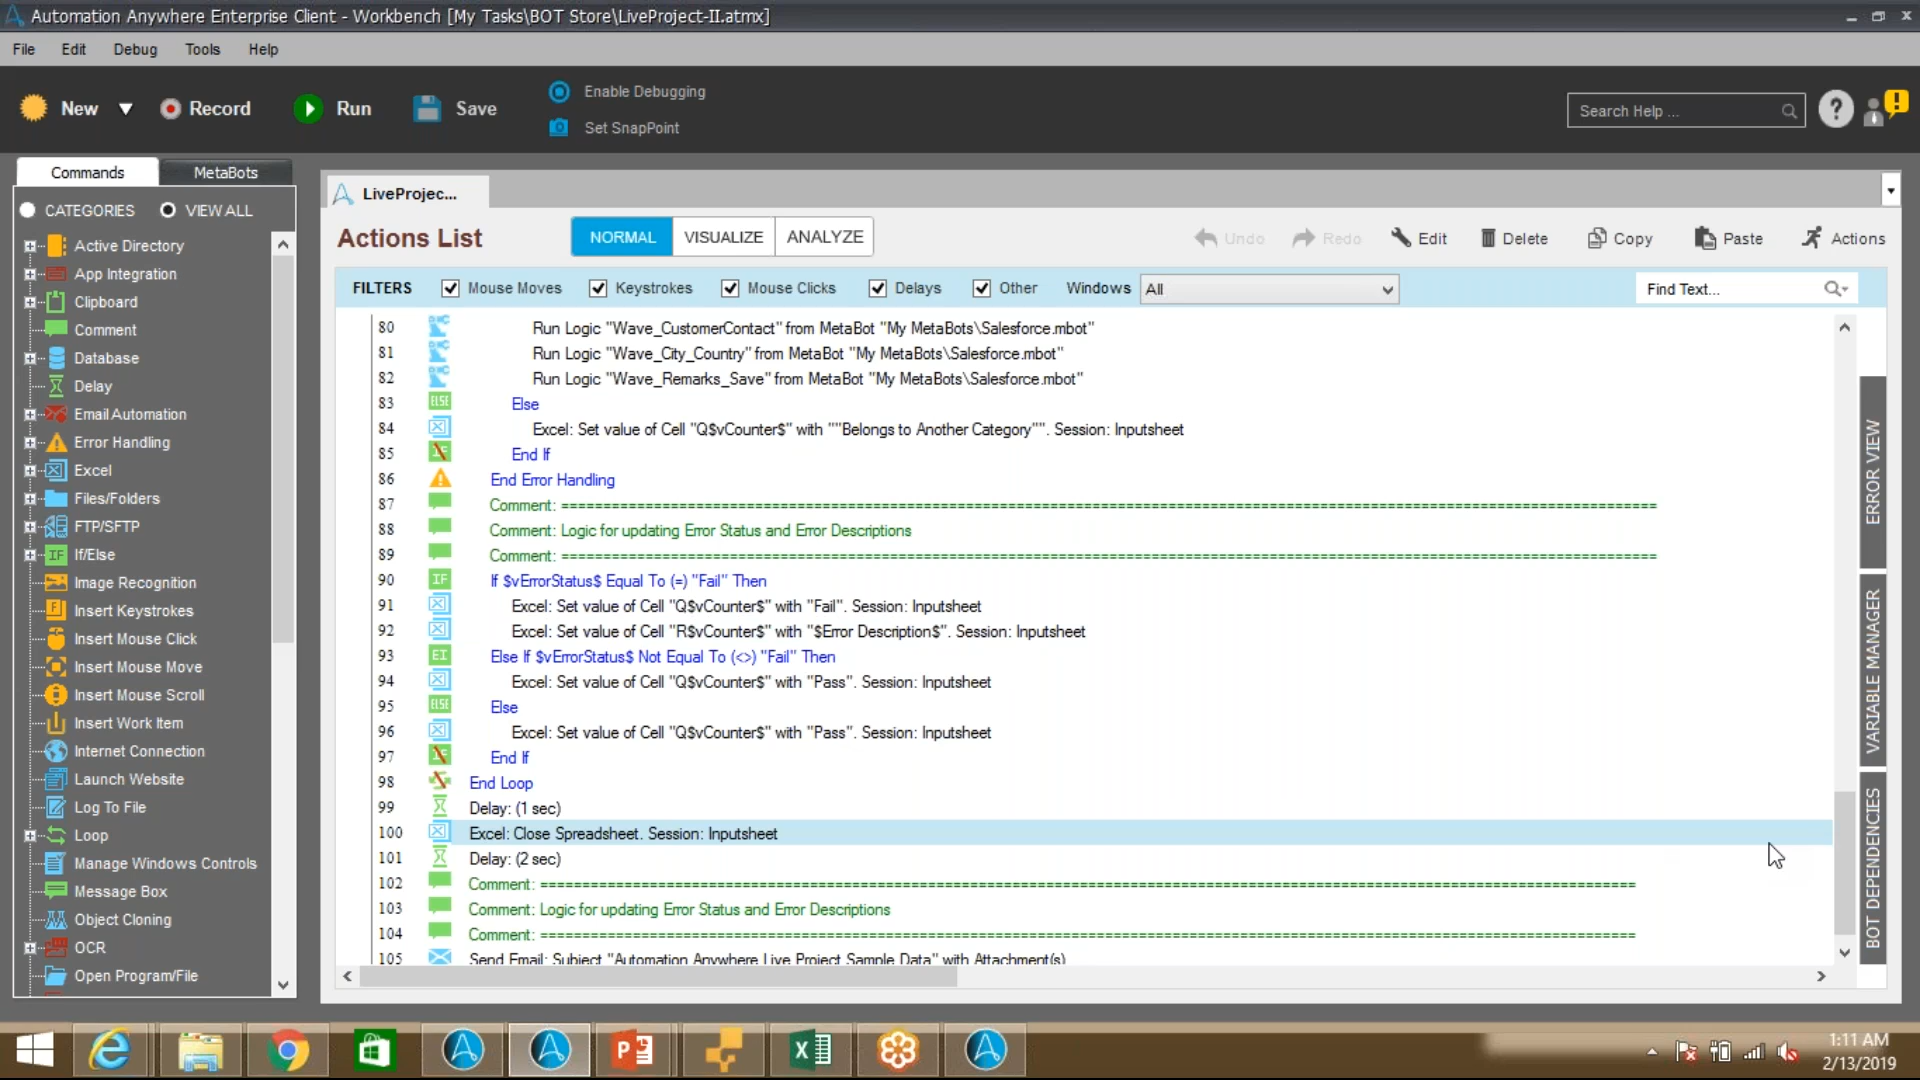 Automation Anywhere Enterprise Client - Workbench [My Tasks\BOT Store\LiveProject-II.atmx]
File Edit Debug Tools Help
New Record Run Save Enable Debugging
Set SnapPoint
Search Help ...
Commands MetaBots
CATEGORIES VIEW ALL
Active Directory
App Integration
Clipboard
Comment
Database
Delay
Email Automation
Error Handling
Excel
Files/Folders
FTP/SFTP
If/Else
Image Recognition
Insert Keystrokes
Insert Mouse Click
Insert Mouse Move
Insert Mouse Scroll
Insert Work Item
Internet Connection
Launch Website
Log To File
Loop
Manage Windows Controls
Message Box
Object Cloning
OCR
Open Program/File
LiveProjec...
Actions List NORMAL VISUALIZE ANALYZE Undo Redo Edit Delete Copy Paste Actions
FILTERS Mouse Moves Keystrokes Mouse Clicks Delays Other Windows All Find Text...
80 Run Logic "Wave_CustomerContact" from MetaBot "My MetaBots\Salesforce.mbot"
81 Run Logic "Wave_City_Country" from MetaBot "My MetaBots\Salesforce.mbot"
82 Run Logic "Wave_Remarks_Save" from MetaBot "My MetaBots\Salesforce.mbot"
83 ELSE Else
84 Excel: Set value of Cell "Q$vCounter$" with ""Belongs to Another Category"". Session: Inputsheet
85 End If
86 End Error Handling
87 Comment: =========================================================================================================
88 Comment: Logic for updating Error Status and Error Descriptions
89 Comment: =========================================================================================================
90 IF If $vErrorStatus$ Equal To (=) "Fail" Then
91 Excel: Set value of Cell "Q$vCounter$" with "Fail". Session: Inputsheet
92 Excel: Set value of Cell "R$vCounter$" with "$Error Description$". Session: Inputsheet
93 EI Else If $vErrorStatus$ Not Equal To (<>) "Fail" Then
94 Excel: Set value of Cell "Q$vCounter$" with "Pass". Session: Inputsheet
95 ELSE Else
96 Excel: Set value of Cell "Q$vCounter$" with "Pass". Session: Inputsheet
97 End If
98 End Loop
99 Delay: (1 sec)
100 Excel: Close Spreadsheet. Session: Inputsheet
101 Delay: (2 sec)
102 Comment: =========================================================================================================
103 Comment: Logic for updating Error Status and Error Descriptions
104 Comment: =========================================================================================================
105 Send Email: Subject "Automation Anywhere Live Project Sample Data" with Attachment(s)
ERROR VIEW
VARIABLE MANAGER
BOT DEPENDENCIES
1:11 AM
2/13/2019